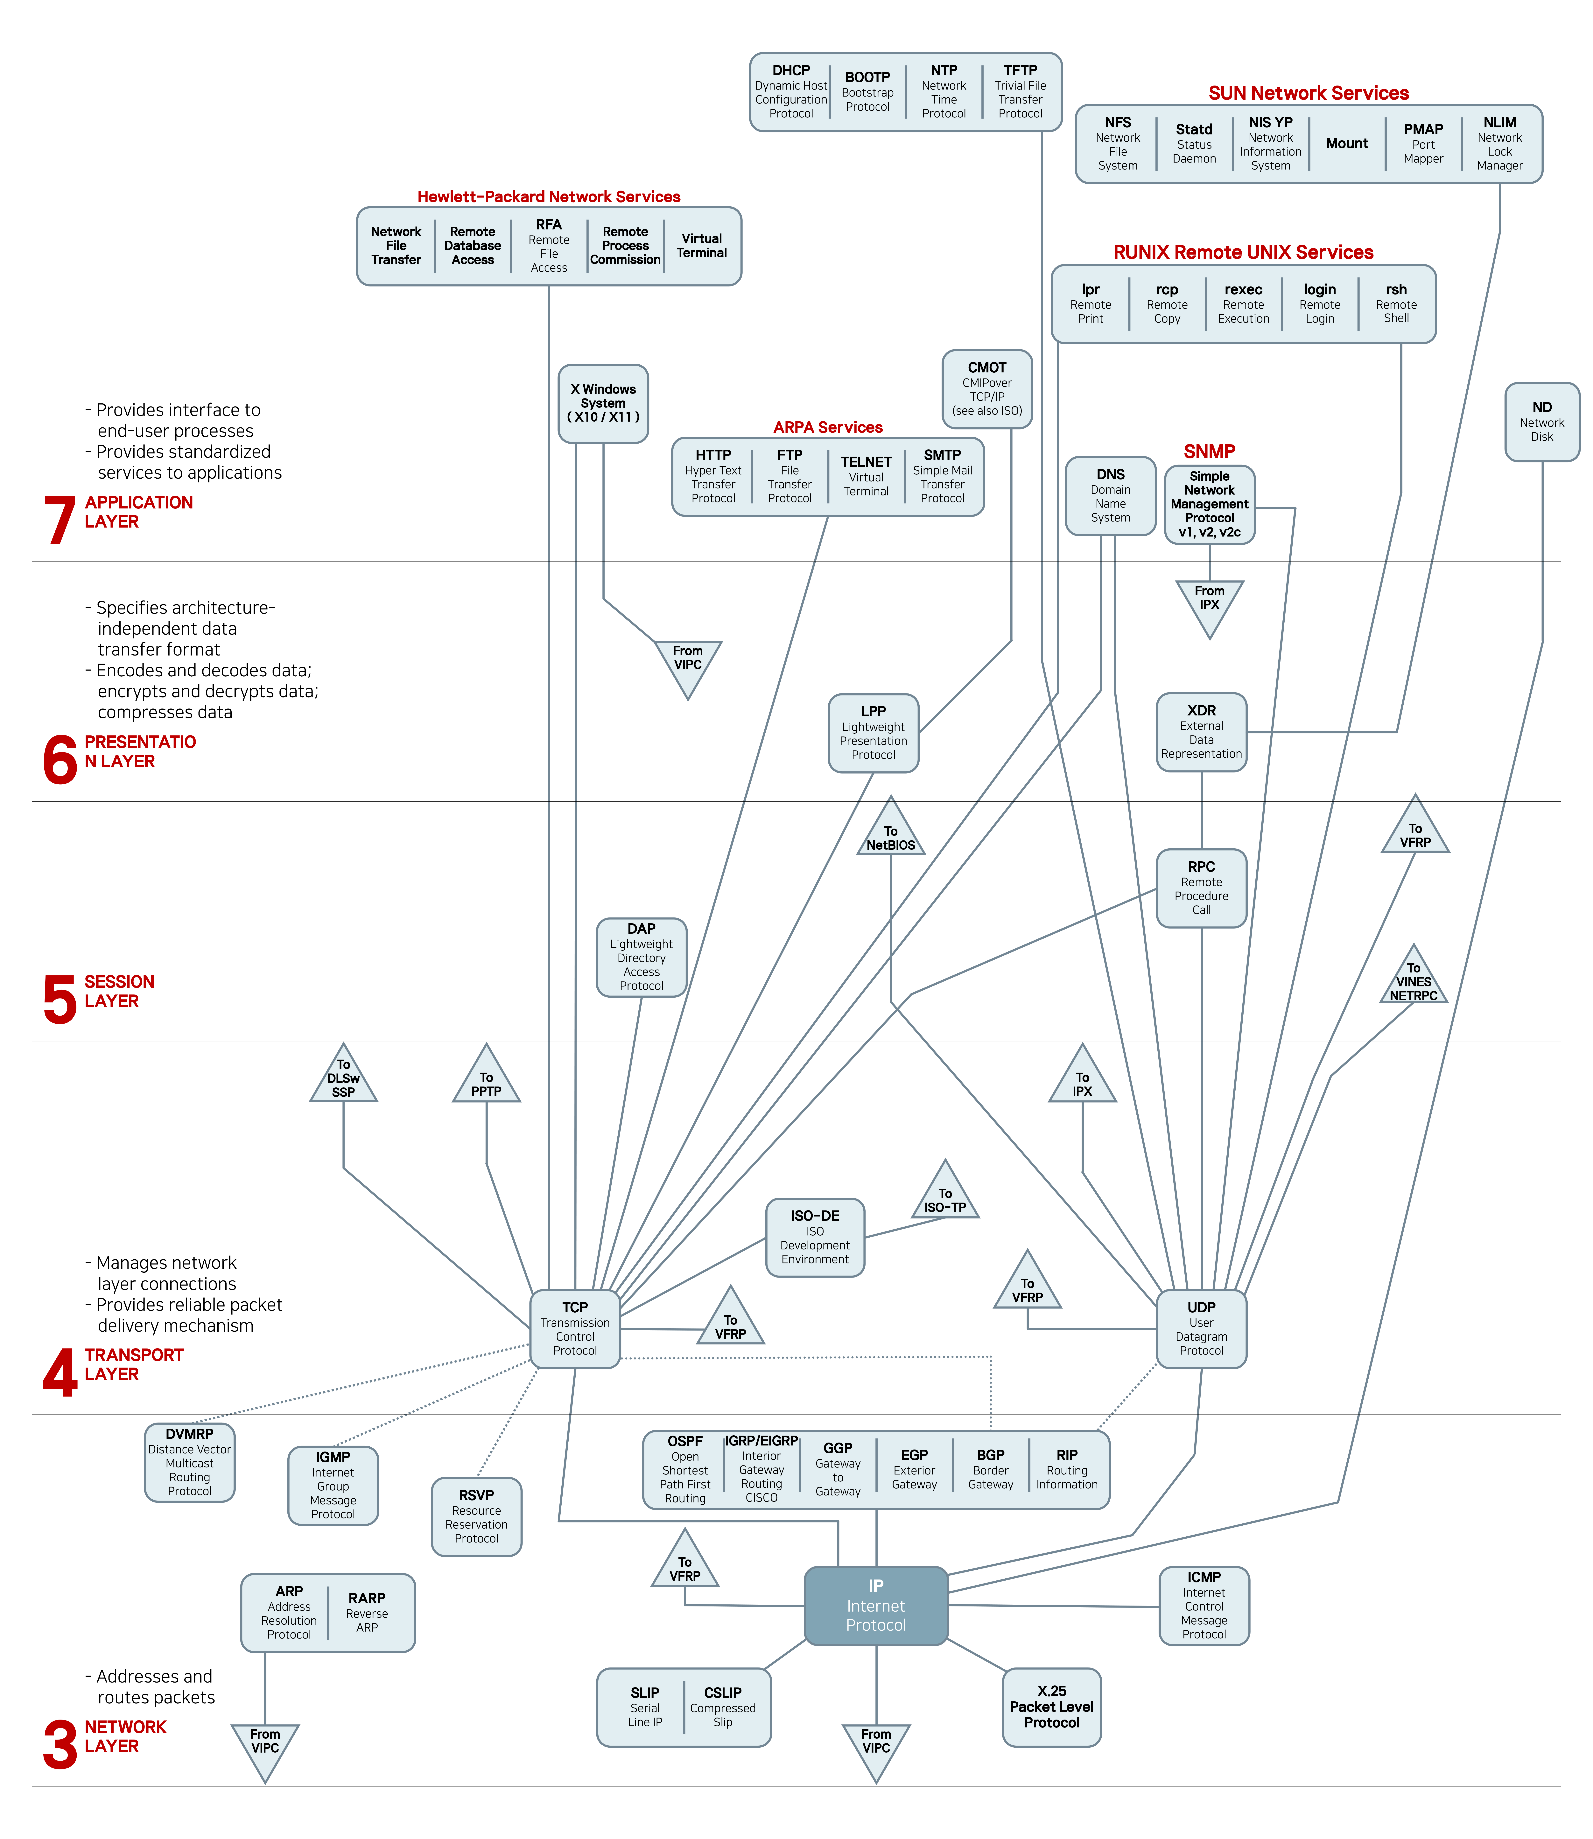 DHCP
Dynamic Host
Configuration
Protocol
BOOTP
Bootstrap
Protocol
NTP
Network
Time
Protocol
TFTP
Trivial File
Transfer
Protocol
SUN Network Services
NFS
Network
File
System
Statd
Status
Daemon
NIS YP
Network
Information
System
Mount
PMAP
Port
Mapper
NLIM
Network
Lock
Manager
Hewlett-Packard Network Services
Network
File
Transfer
Remote
Database
Access
RFA
Remote
File
Access
Remote
Process
Commission
Virtual
Terminal
RUNIX Remote UNIX Services
lpr
Remote
Print
rcp
Remote
Copy
rexec
Remote
Execution
login
Remote
Login
rsh
Remote
Shell
X Windows
System
( X10 / X11 )
CMOT
CMIPover
TCP/IP
(see also ISO)
ND
Network
Disk
ARPA Services
HTTP
Hyper Text
Transfer
Protocol
FTP
File
Transfer
Protocol
TELNET
Virtual
Terminal
SMTP
Simple Mail
Transfer
Protocol
DNS
Domain
Name
System
SNMP
Simple
Network
Management
Protocol
v1, v2, v2c
- Provides interface to
end-user processes
- Provides standardized
services to applications
7 APPLICATION
LAYER
From
IPX
From
VIPC
- Specifies architecture-
independent data
transfer format
- Encodes and decodes data;
encrypts and decrypts data;
compresses data
6 PRESENTATIO
N LAYER
LPP
Lightweight
Presentation
Protocol
XDR
External
Data
Representation
To
NetBIOS
To
VFRP
RPC
Remote
Procedure
Call
DAP
Lightweight
Directory
Access
Protocol
To
VINES
NETRPC
5 SESSION
LAYER
To
DLSw
SSP
To
PPTP
To
IPX
ISO-DE
ISO
Development
Environment
To
ISO-TP
- Manages network
layer connections
- Provides reliable packet
delivery mechanism
4 TRANSPORT
LAYER
TCP
Transmission
Control
Protocol
To
VFRP
To
VFRP
UDP
User
Datagram
Protocol
DVMRP
Distance Vector
Multicast
Routing
Protocol
IGMP
Internet
Group
Message
Protocol
RSVP
Resource
Reservation
Protocol
OSPF
Open
Shortest
Path First
Routing
IGRP/EIGRP
Interior
Gateway
Routing
CISCO
GGP
Gateway
to
Gateway
EGP
Exterior
Gateway
BGP
Border
Gateway
RIP
Routing
Information
To
VFRP
IP
Internet
Protocol
ICMP
Internet
Control
Message
Protocol
ARP
Address
Resolution
Protocol
RARP
Reverse
ARP
- Addresses and
routes packets
3 NETWORK
LAYER
SLIP
Serial
Line IP
CSLIP
Compressed
Slip
X.25
Packet Level
Protocol
From
VIPC
From
VIPC